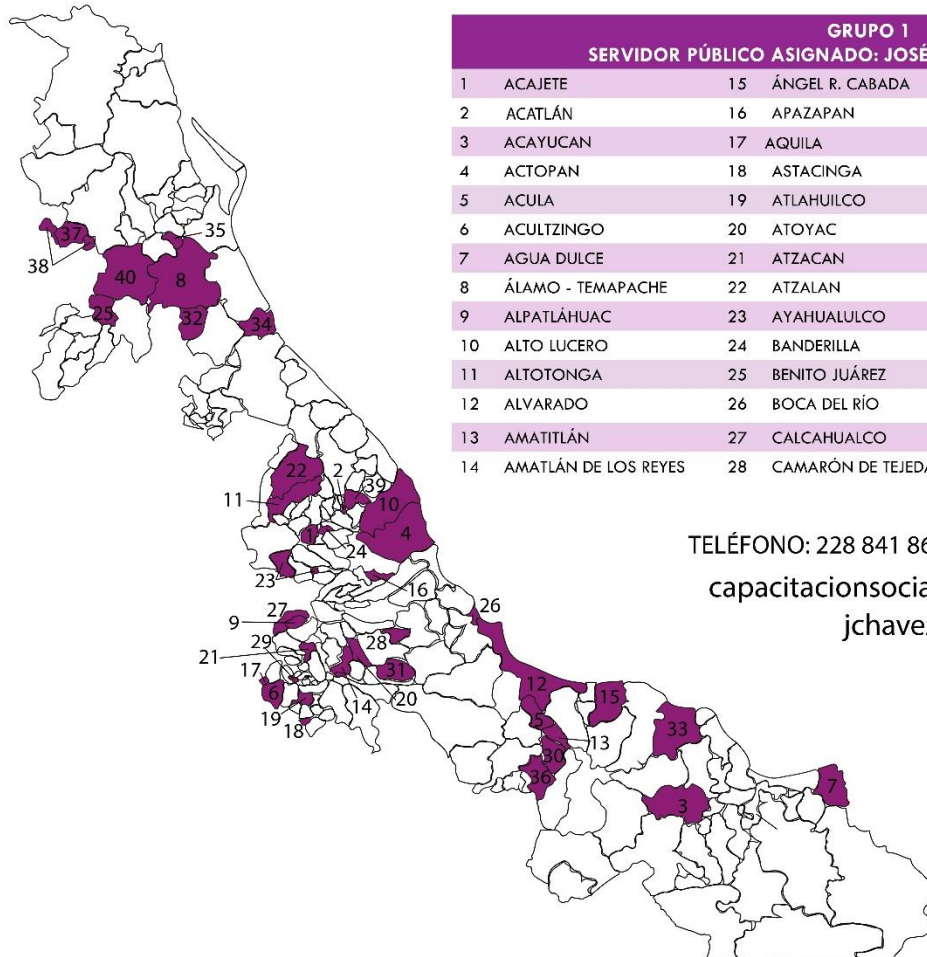 GRUPO 1
SERVIDOR PÚBLICO ASIGNADO: JOSÉ
1 ACAJETE 15 ÁNGEL R. CABADA
2 ACATLÁN 16 APAZAPAN
3 ACAYUCAN 17 AQUILA
4 ACTOPAN 18 ASTACINGA
5 ACULA 19 ATLAHUILCO
6 ACULTZINGO 20 ATOYAC
7 AGUA DULCE 21 ATZACAN
8 ÁLAMO - TEMAPACHE 22 ATZALAN
9 ALPATLÁHUAC 23 AYAHUALULCO
10 ALTO LUCERO 24 BANDERILLA
11 ALTOTONGA 25 BENITO JUÁREZ
12 ALVARADO 26 BOCA DEL RÍO
13 AMATITLÁN 27 CALCAHUALCO
14 AMATLÁN DE LOS REYES 28 CAMARÓN DE TEJEDA
TELÉFONO: 228 841 86
capacitacionsocia
jchavez
35
37
38
40
8
25
32
34
22
2
39
11
10
1
4
24
23
16
27
26
9
28
29
21
31
17
6
12
15
20
14
19
5
13
18
33
30
36
7
3